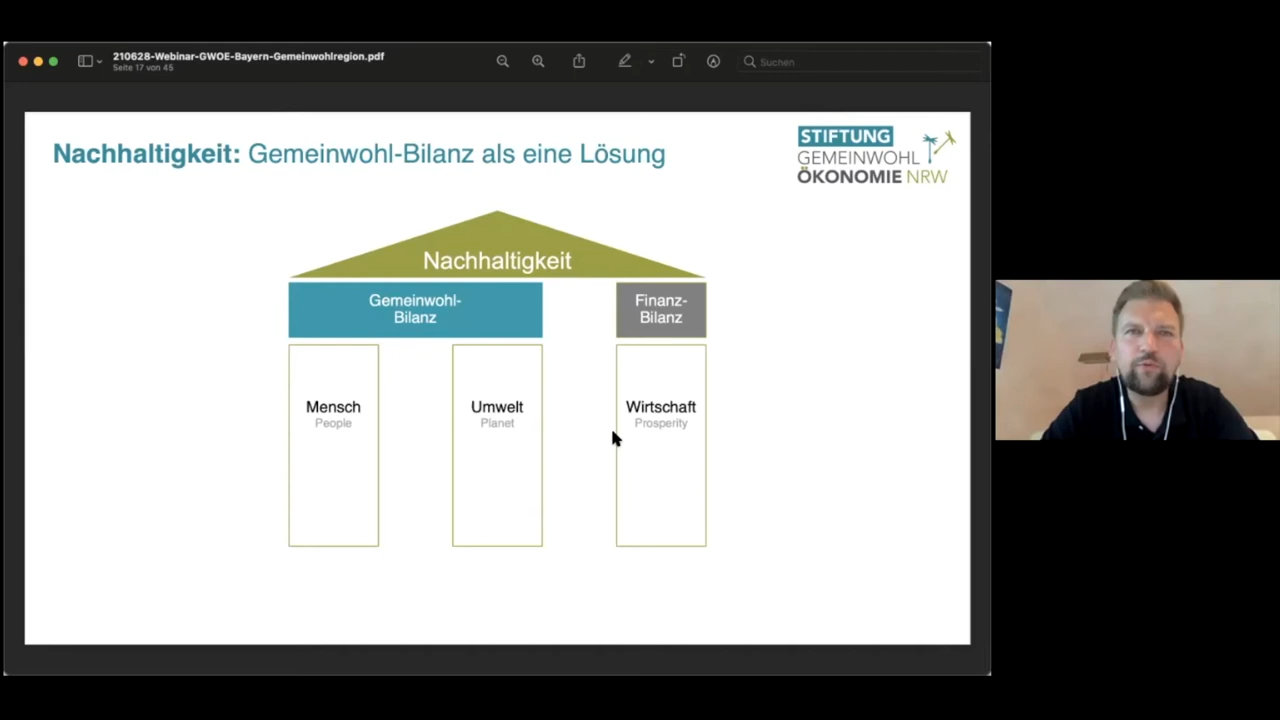 210628-Webinar-GWOE-Bayern-Gemeinwohlregion.pdf
Seite 17 von 45
Suchen
Nachhaltigkeit: Gemeinwohl-Bilanz als eine Lösung
STIFTUNG
GEMEINWOHL
ÖKONOMIE NRW
Nachhaltigkeit
Gemeinwohl-
Bilanz
Finanz-
Bilanz
Mensch
People
Umwelt
Planet
Wirtschaft
Prosperity